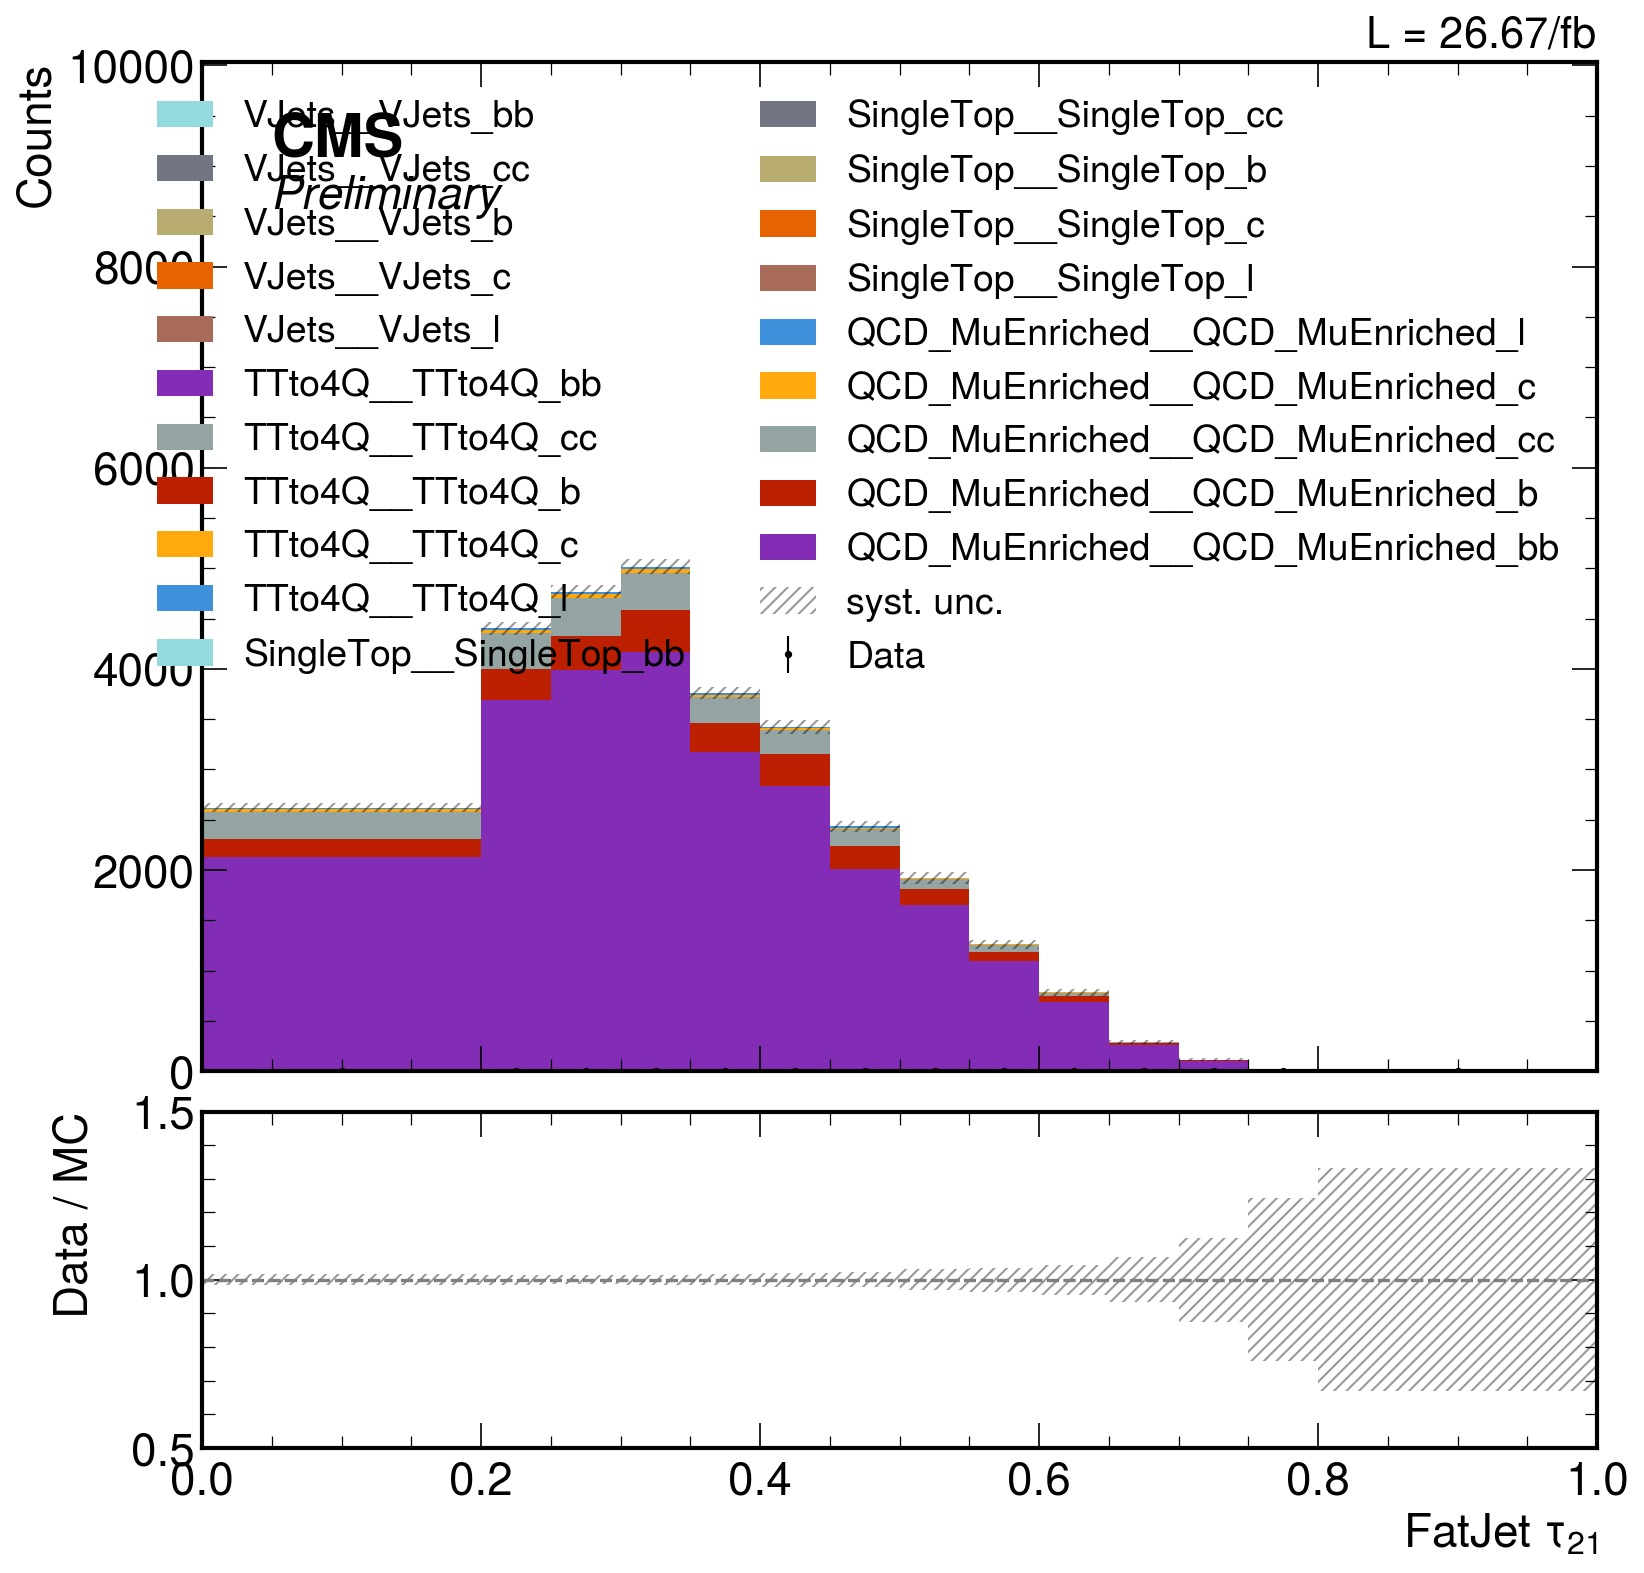 L = 26.67/fb
Counts
10000
8000
6000
4000
2000
0
CMS
Preliminary
VJets__VJets_bb
VJets__VJets_cc
VJets__VJets_b
VJets__VJets_c
VJets__VJets_l
TTto4Q__TTto4Q_bb
TTto4Q__TTto4Q_cc
TTto4Q__TTto4Q_b
TTto4Q__TTto4Q_c
TTto4Q__TTto4Q_l
SingleTop__SingleTop_bb
SingleTop__SingleTop_cc
SingleTop__SingleTop_b
SingleTop__SingleTop_c
SingleTop__SingleTop_l
QCD_MuEnriched__QCD_MuEnriched_l
QCD_MuEnriched__QCD_MuEnriched_c
QCD_MuEnriched__QCD_MuEnriched_cc
QCD_MuEnriched__QCD_MuEnriched_b
QCD_MuEnriched__QCD_MuEnriched_bb
syst. unc.
Data
Data / MC
1.5
1.0
0.5
0.0 0.2 0.4 0.6 0.8 1.0
FatJet τ21